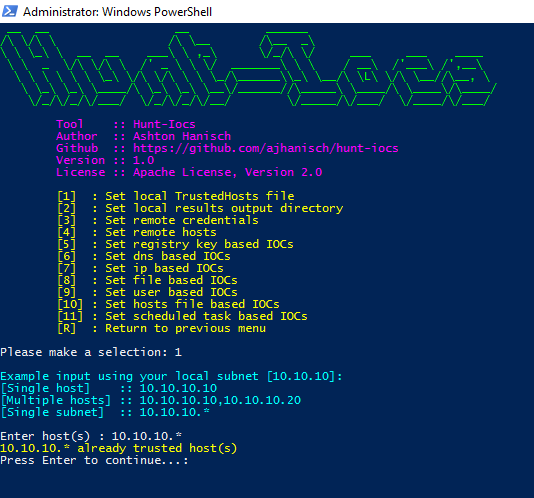 Administrator: Windows PowerShell
Hunt-Iocs
Tool :: Hunt-Iocs
Author :: Ashton Hanisch
Github :: https://github.com/ajhanisch/hunt-iocs
Version :: 1.0
License :: Apache License, Version 2.0
[1] : Set local TrustedHosts file
[2] : Set local results output directory
[3] : Set remote credentials
[4] : Set remote hosts
[5] : Set registry key based IOCs
[6] : Set dns based IOCs
[7] : Set ip based IOCs
[8] : Set file based IOCs
[9] : Set user based IOCs
[10] : Set hosts file based IOCs
[11] : Set scheduled task based IOCs
[R] : Return to previous menu
Please make a selection: 1
Example input using your local subnet [10.10.10]:
[Single host] :: 10.10.10.10
[Multiple hosts] :: 10.10.10.10,10.10.10.20
[Single subnet] :: 10.10.10.*
Enter host(s) : 10.10.10.*
10.10.10.* already trusted host(s)
Press Enter to continue...: